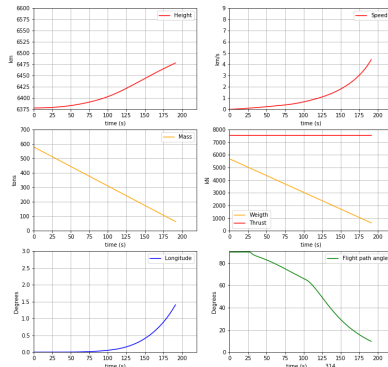 6600
6575
6550
6525
6500
6475
6450
6425
6400
6375
km
Height
0 25 50 75 100 125 150 175 200
time (s)
9
8
7
6
5
4
3
2
1
0
km/s
Speed
0 25 50 75 100 125 150 175 200
time (s)
700
600
500
400
300
200
100
0
tons
Mass
0 25 50 75 100 125 150 175 200
time (s)
8000
7000
6000
5000
4000
3000
2000
1000
0
kN
Weigth
Thrust
0 25 50 75 100 125 150 175 200
time (s)
3.0
2.5
2.0
1.5
1.0
0.5
0.0
Degrees
Longitude
0 25 50 75 100 125 150 175 200
time (s)
80
60
40
20
0
Degrees
Flight path angle
0 25 50 75 100 125 150 175 200
time (s) 314